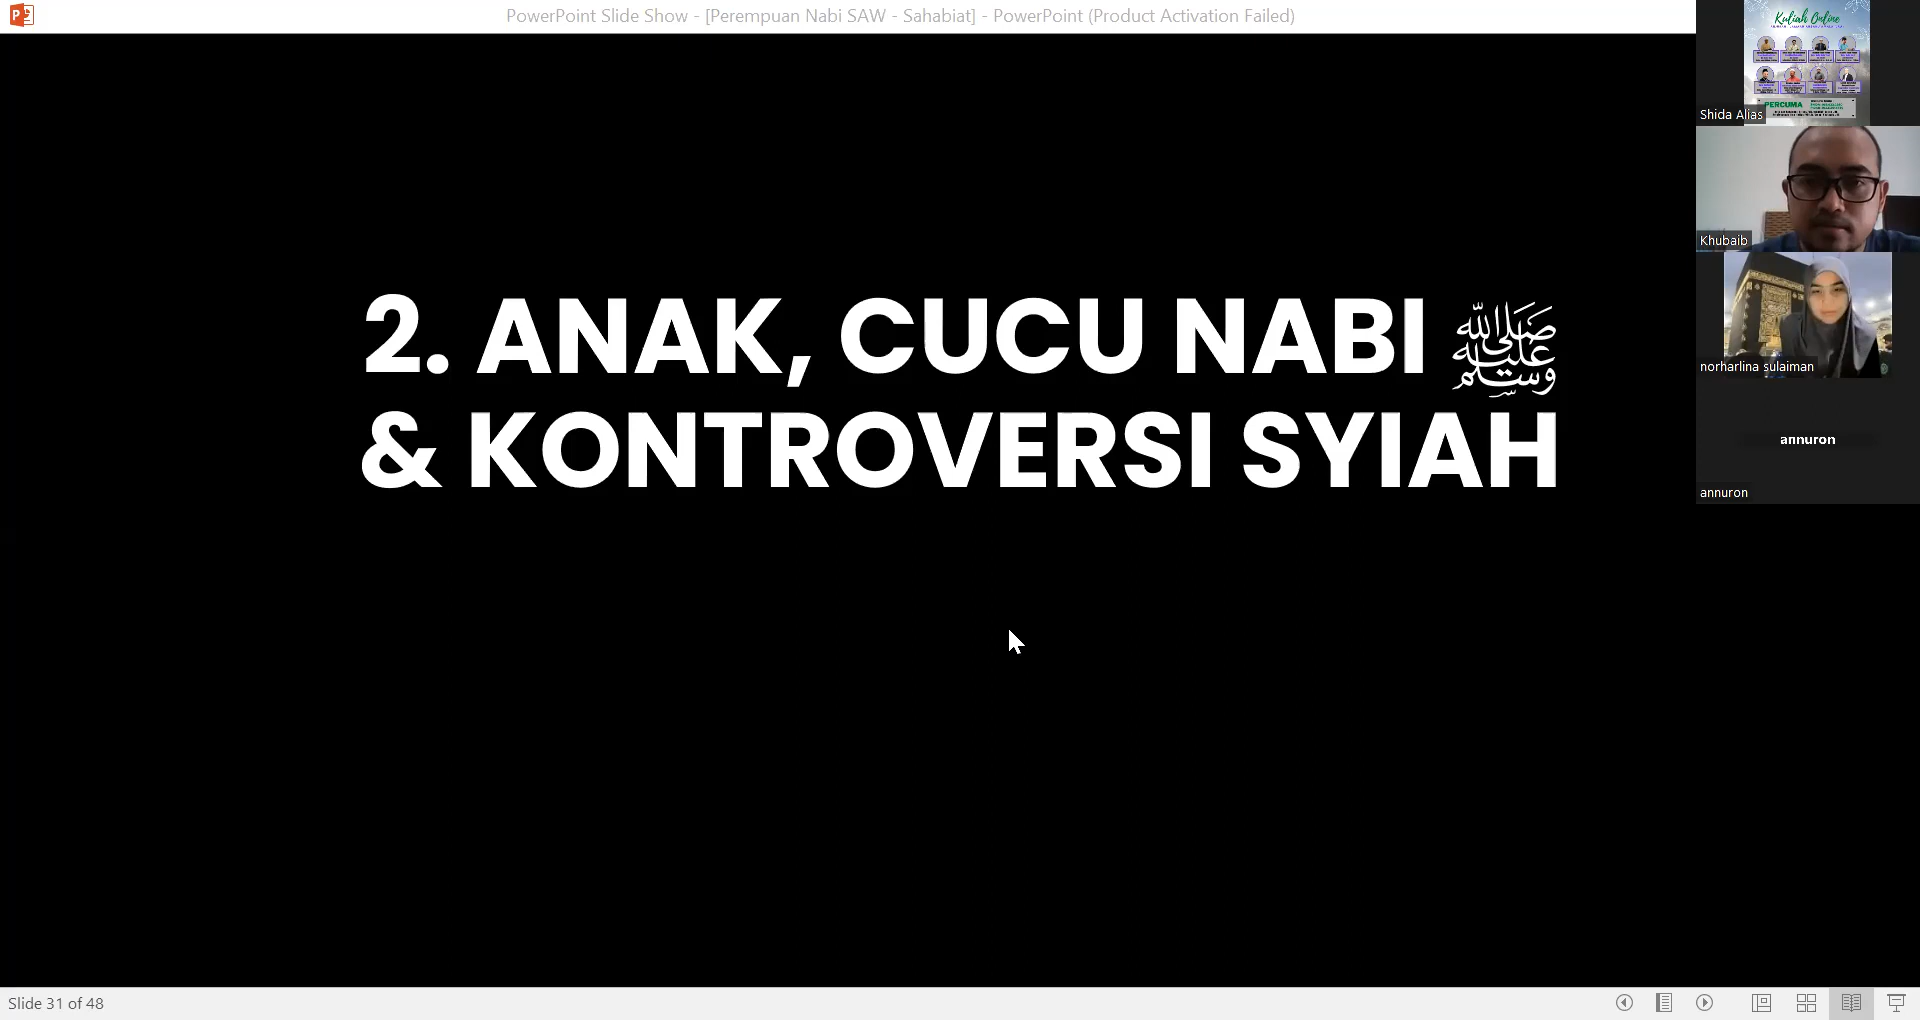 PowerPoint Slide Show - [Perempuan Nabi SAW - Sahabiat] - PowerPoint (Product Activation Failed)
Kuliah Online
PERCUMA
Shida Alias
Khubaib
norharlina sulaiman
annuron
annuron
2. ANAK, CUCU NABI صلى الله عليه وسلم
& KONTROVERSI SYIAH
Slide 31 of 48